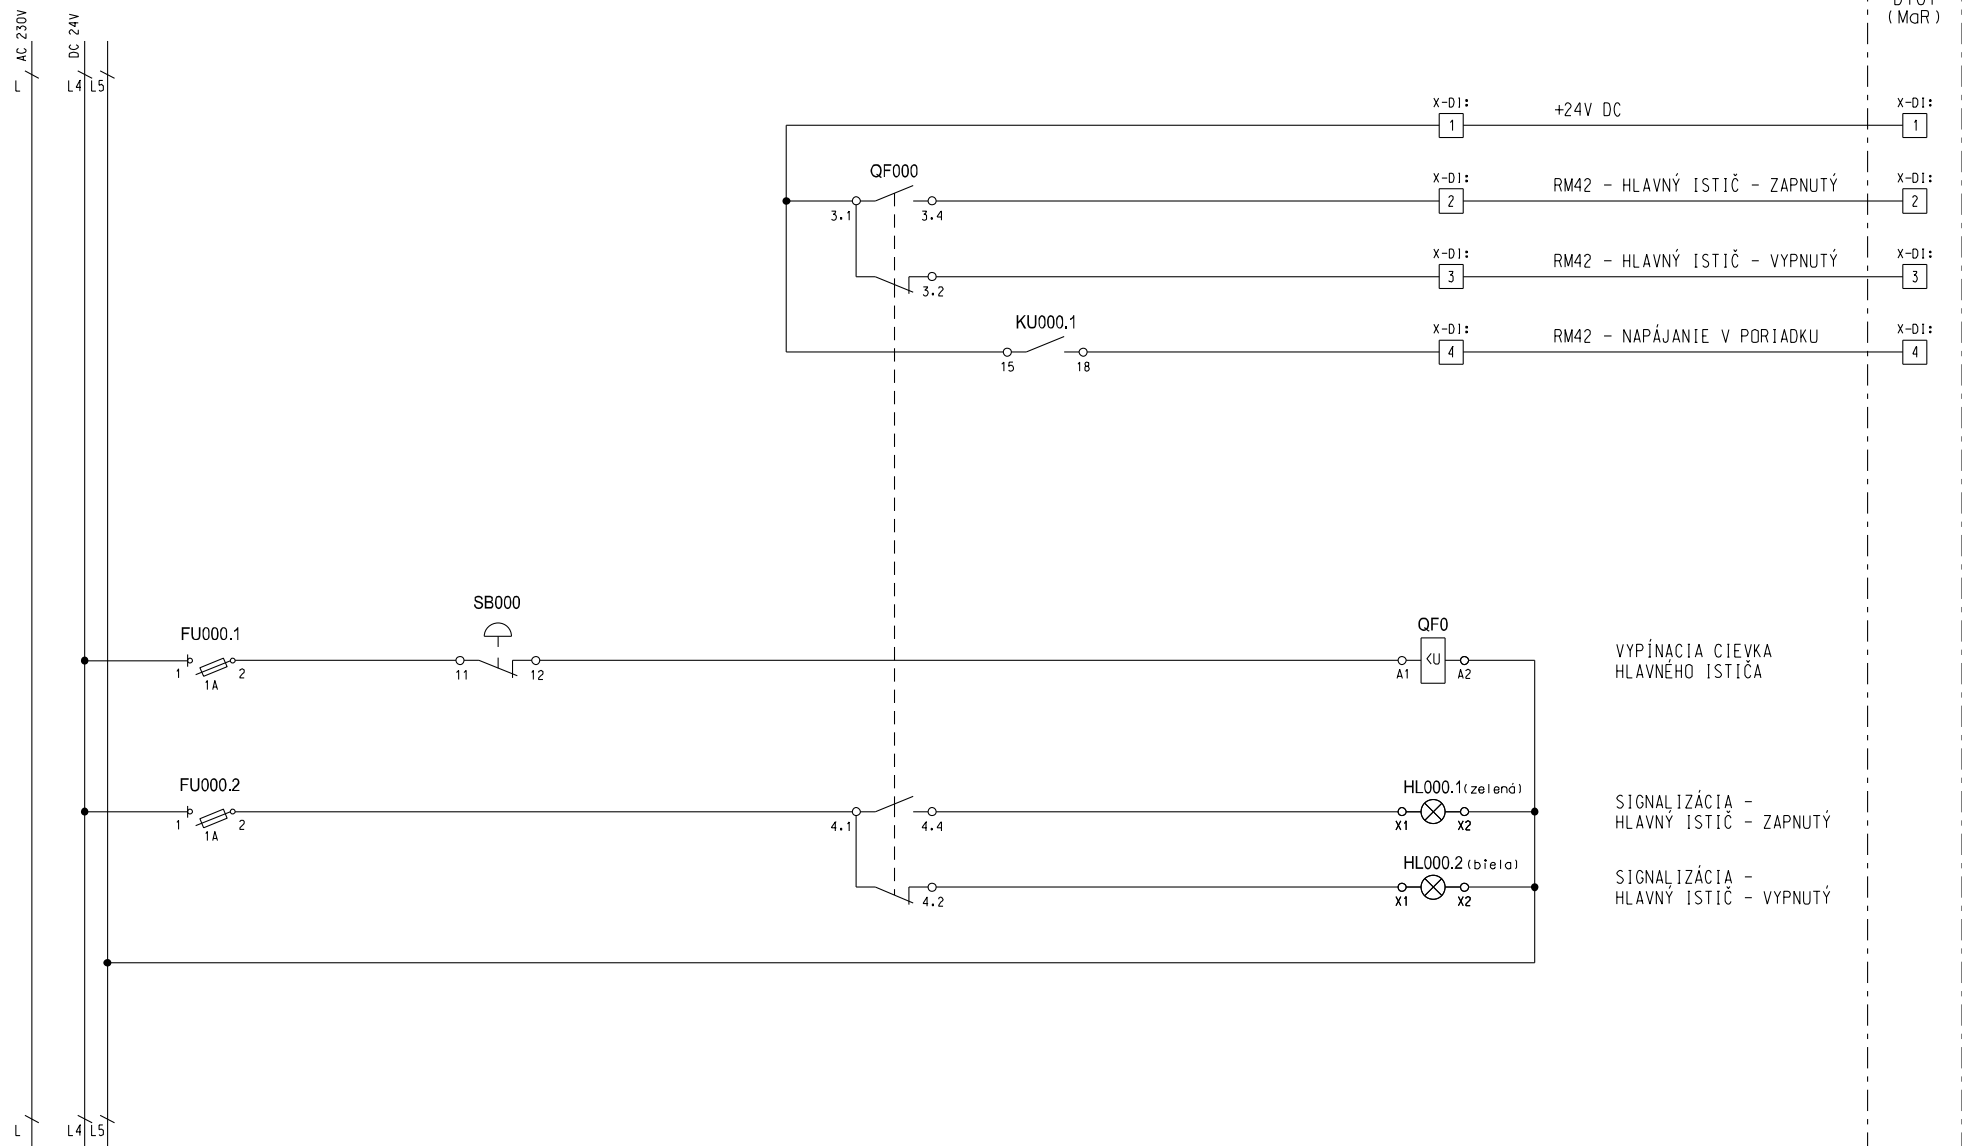 AC 230V
DC 24V
L
L4
L5
(MaR)
X-DI:
+24V DC
X-DI:
1
1
QF000
X-DI:
RM42 - HLAVNÝ ISTIČ - ZAPNUTÝ
X-DI:
2
2
3.1
3.4
X-DI:
RM42 - HLAVNÝ ISTIČ - VYPNUTÝ
X-DI:
3
3
3.2
KU000.1
X-DI:
RM42 - NAPÁJANIE V PORIADKU
X-DI:
4
4
15
18
SB000
FU000.1
QF0
VYPÍNACIA CIEVKA
HLAVNÉHO ISTIČA
<U
1
1A
2
11
12
A1
A2
FU000.2
HL000.1(zelená)
SIGNALIZÁCIA -
HLAVNÝ ISTIČ - ZAPNUTÝ
1
1A
2
4.1
4.4
X1
X2
HL000.2 (biela)
SIGNALIZÁCIA -
HLAVNÝ ISTIČ - VYPNUTÝ
4.2
X1
X2
L
L4
L5